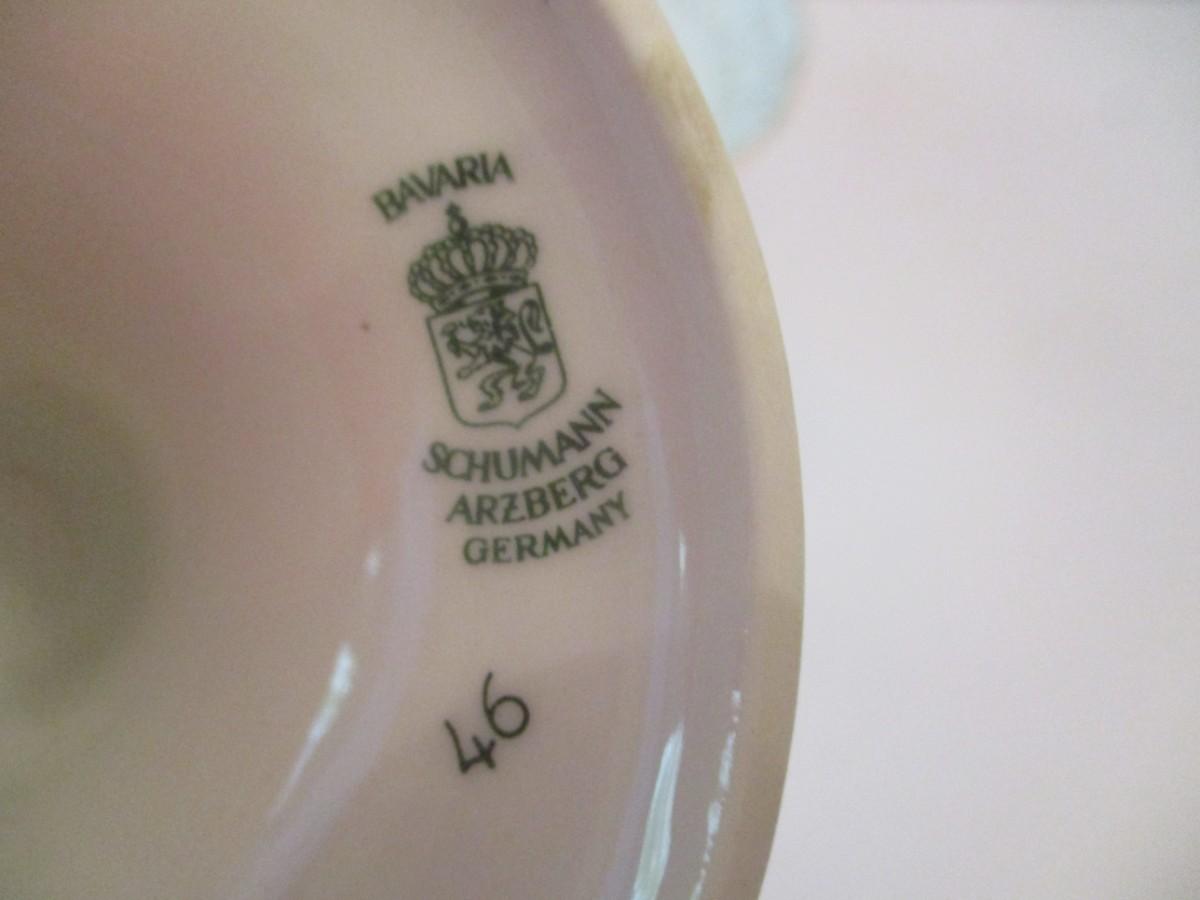 BAVARIA
SCHUMANN
ARZBERG
GERMANY
46